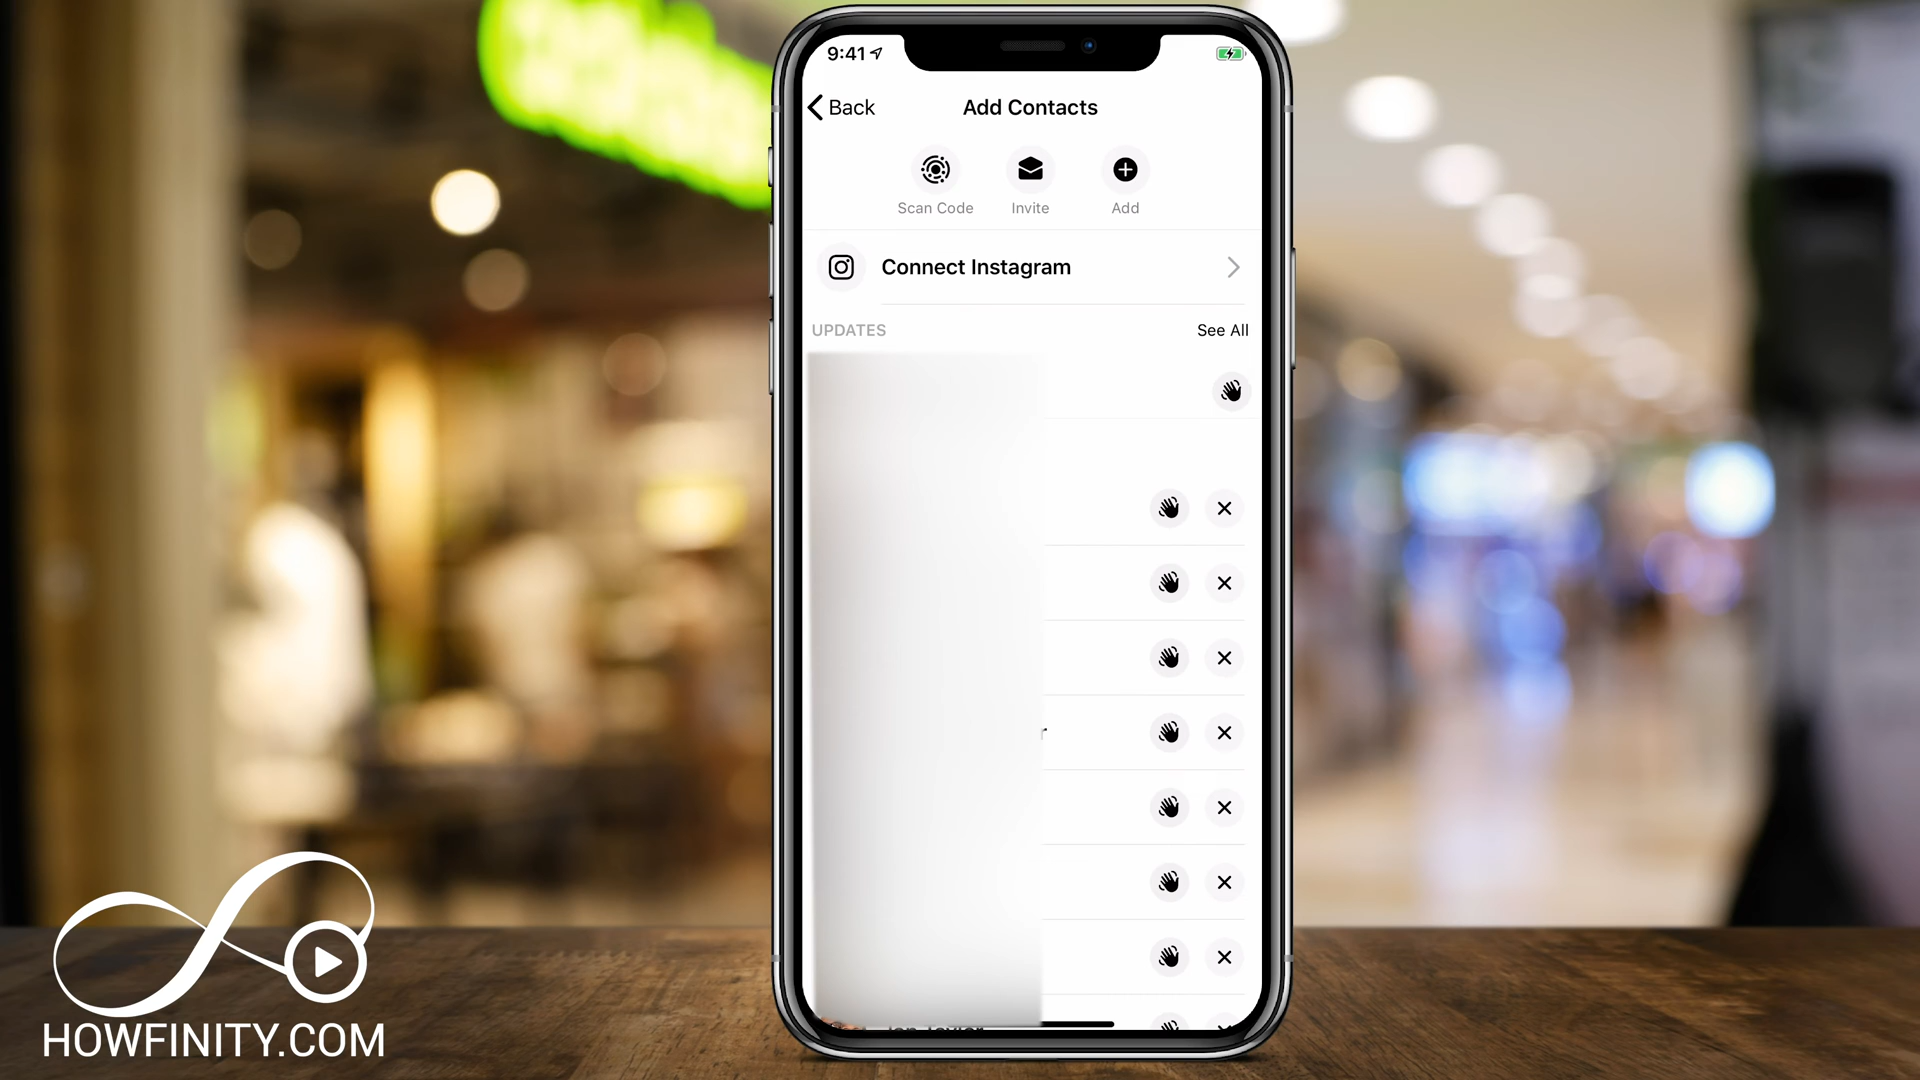 9:41
Back
Add Contacts
Scan Code
Invite
Add
Connect Instagram
UPDATES
See All
r
HOWFINITY.COM